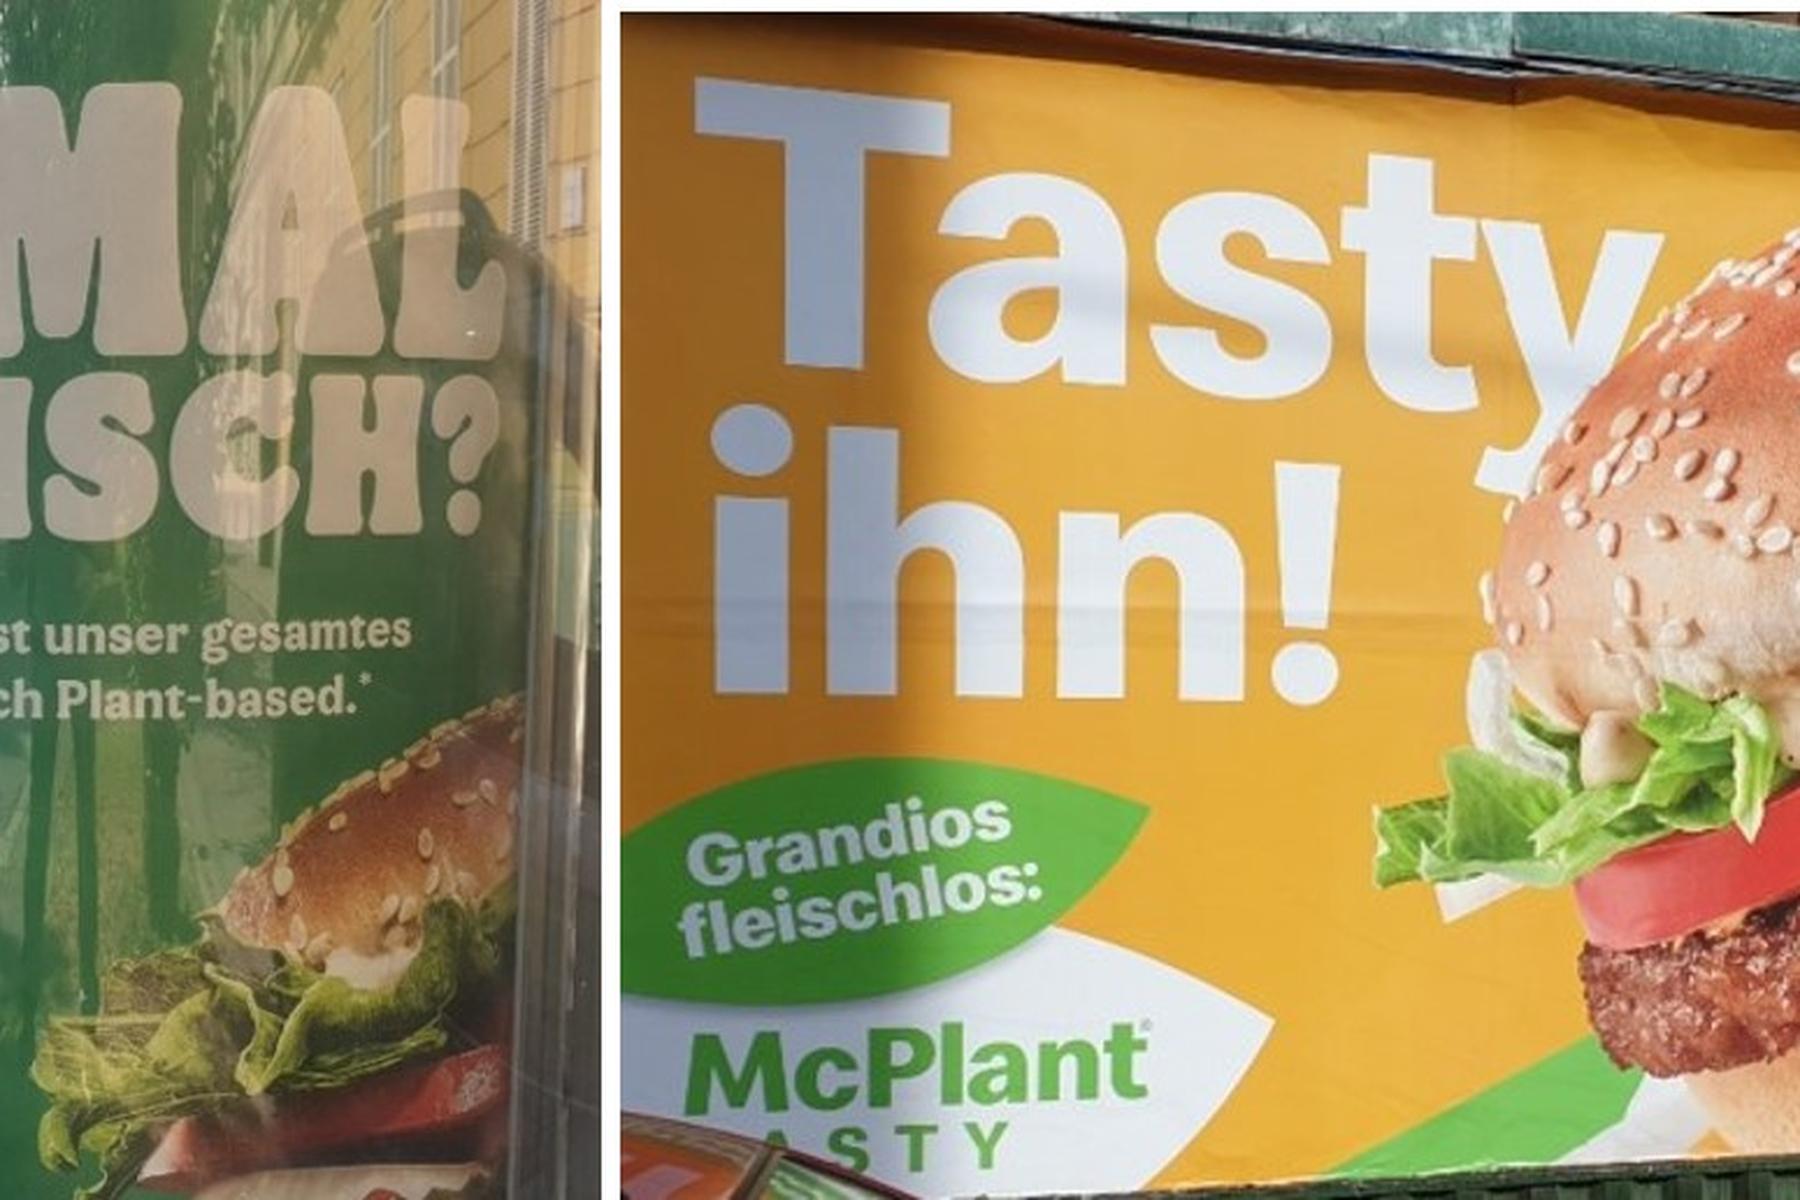 MAL
ISCH?
st unser gesamtes
ch Plant-based.*
Tasty
ihn!
Grandios
fleischlos:
McPlant®
ASTY